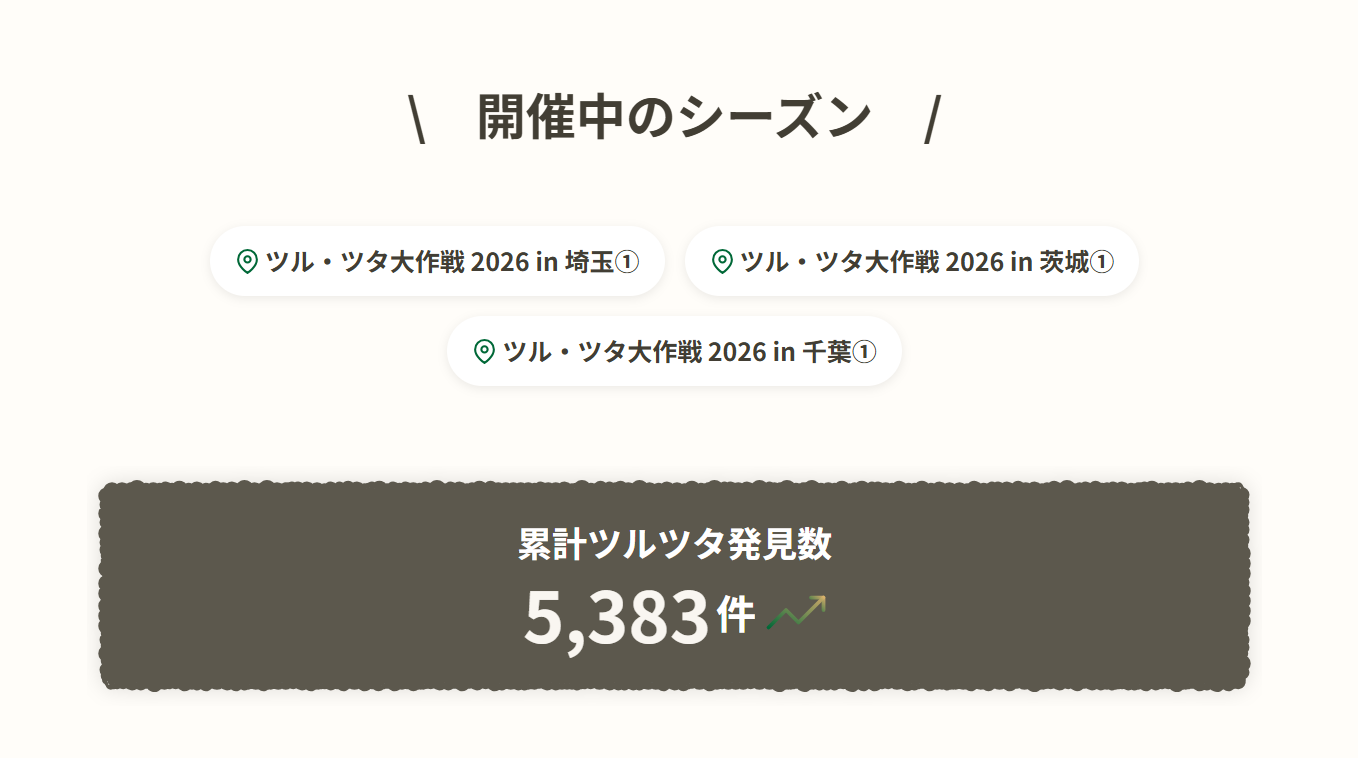 \ 開催中のシーズン /
ツル・ツタ大作戦 2026 in 埼玉①
ツル・ツタ大作戦 2026 in 茨城①
ツル・ツタ大作戦 2026 in 千葉①
累計ツルツタ発見数
5,383件